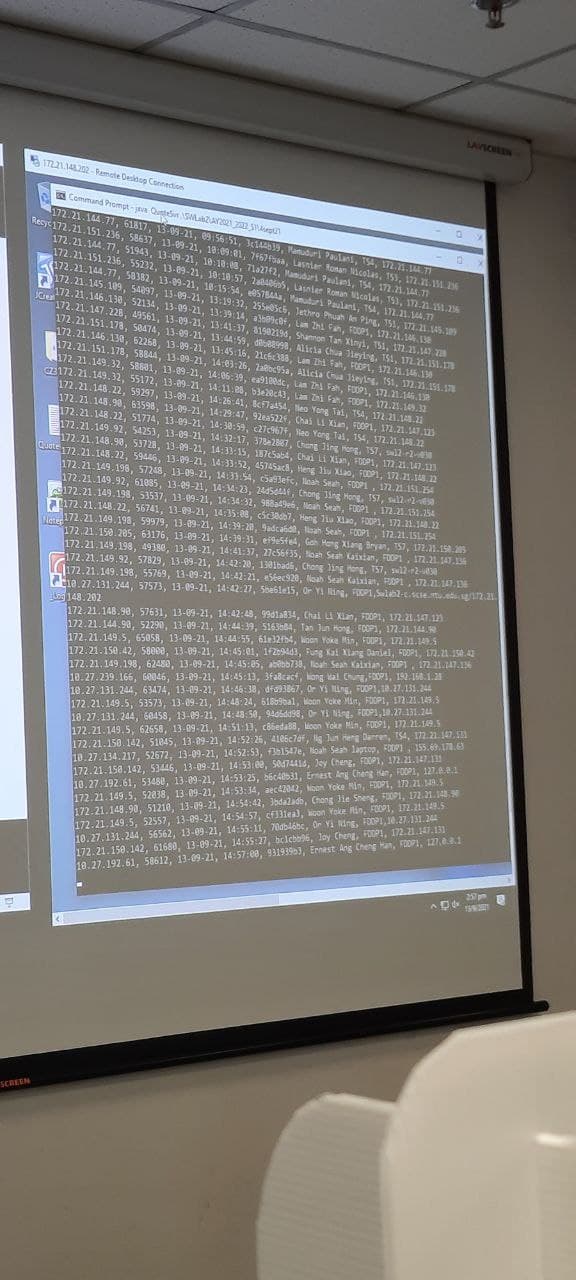 LAVSCREEN
172.21.148.202 - Remote Desktop Connection
Command Prompt - java QuoteSvr .\SWLab2\AY2021_2022_S1\4sept21
172.21.144.77, 61817, 13-09-21, 09:56:51, 3c144b39, Mamuduri Paulani, TS4, 172.21.144.77
172.21.151.236, 58637, 13-09-21, 10:09:01, 7f67fbaa, Lasnier Roman Nicolas, TS3, 172.21.151.236
172.21.144.77, 51943, 13-09-21, 10:10:08, 71a27f2, Mamuduri Paulani, TS4, 172.21.144.77
172.21.151.236, 55232, 13-09-21, 10:10:57, 2a0406b5, Lasnier Roman Nicolas, TS3, 172.21.151.236
172.21.144.77, 58382, 13-09-21, 10:15:54, e057844a, Mamuduri Paulani, TS4, 172.21.144.77
172.21.145.109, 54097, 13-09-21, 13:19:32, 255e05c6, Jethro Phuah An Ping, TS1, 172.21.145.109
172.21.146.130, 52134, 13-09-21, 13:39:14, a3b09c0f, Lam Zhi Fah, FDDP1, 172.21.146.130
172.21.147.228, 49561, 13-09-21, 13:41:37, 8190219d, Shannon Tan Xinyi, TS1, 172.21.147.228
172.21.151.178, 50474, 13-09-21, 13:44:59, d0b08998, Alicia Chua Jieying, TS1, 172.21.151.178
172.21.146.130, 62268, 13-09-21, 13:45:16, 21c6c388, Lam Zhi Fah, FDDP1, 172.21.146.130
172.21.151.178, 58844, 13-09-21, 14:03:26, 2a0bc95a, Alicia Chua Jieying, TS1, 172.21.151.178
172.21.149.32, 58601, 13-09-21, 14:06:39, ea9180dc, Lam Zhi Fah, FDDP1, 172.21.146.130
172.21.149.32, 55172, 13-09-21, 14:11:08, b3e20c43, Lam Zhi Fah, FDDP1, 172.21.149.32
172.21.148.22, 59297, 13-09-21, 14:26:41, 8cf7a454, Neo Yong Tai, TS4, 172.21.148.22
172.21.148.90, 63598, 13-09-21, 14:29:47, 92ea522f, Chai Li Xian, FDDP1, 172.21.147.123
172.21.148.22, 51774, 13-09-21, 14:30:59, c27c967f, Neo Yong Tai, TS4, 172.21.148.22
172.21.149.92, 54253, 13-09-21, 14:32:17, 378e2807, Chong Jing Hong, TS7, swl2-r2-v030
172.21.148.90, 53728, 13-09-21, 14:33:15, 187c5ab4, Chai Li Xian, FDDP1, 172.21.147.123
172.21.148.22, 59446, 13-09-21, 14:33:52, 45745ac8, Heng Jiu Xiao, FDDP1, 172.21.148.22
172.21.149.198, 57248, 13-09-21, 14:33:54, c5a93efc, Noah Seah, FDDP1, 172.21.151.254
172.21.149.92, 61085, 13-09-21, 14:34:23, 24d5d44f, Chong Jing Hong, TS7, swl2-r2-v030
172.21.149.198, 53537, 13-09-21, 14:34:32, 988a49e6, Noah Seah, FDDP1, 172.21.151.254
172.21.148.22, 56741, 13-09-21, 14:35:08, c5c30db7, Heng Jiu Xiao, FDDP1, 172.21.148.22
172.21.149.198, 59979, 13-09-21, 14:39:20, 9adca6d8, Noah Seah, FDDP1 , 172.21.151.254
172.21.150.205, 63176, 13-09-21, 14:39:31, ef9e5fe4, Goh Hong Xiang Bryan, TS7, 172.21.150.205
172.21.149.198, 49380, 13-09-21, 14:41:37, 27c56f35, Noah Seah Kaixian, FDDP1 , 172.21.147.136
172.21.149.92, 57829, 13-09-21, 14:42:20, 1301bad6, Chong Jing Hong, TS7, swl2-r2-v030
172.21.149.198, 55769, 13-09-21, 14:42:21, e56ec920, Noah Seah Kaixian, FDDP1 , 172.21.147.136
10.27.131.244, 57573, 13-09-21, 14:42:27, 5be61e15, Or Yi Ning, FDDP1,Swlab2-c.scse.ntu.edu.sg/172.21.
148.202
172.21.148.90, 57631, 13-09-21, 14:42:48, 99d1a834, Chai Li Xian, FDDP1, 172.21.147.123
172.21.144.90, 52290, 13-09-21, 14:44:39, 5163b84, Tan Jun Hong, FDDP1, 172.21.144.90
172.21.149.5, 65058, 13-09-21, 14:44:55, 61e32fb4, Woon Yoke Min, FDDP1, 172.21.149.5
172.21.150.42, 58000, 13-09-21, 14:45:01, 1f2b94d3, Fung Kai Xiang Daniel, FDDP1, 172.21.150.42
172.21.149.198, 62480, 13-09-21, 14:45:05, ab0bb738, Noah Seah Kaixian, FDDP1 , 172.21.147.136
10.27.239.166, 60046, 13-09-21, 14:45:13, 3fa8cacf, Wong Wai Chung,FDDP1, 192.168.1.28
10.27.131.244, 63474, 13-09-21, 14:46:38, dfd93867, Or Yi Ning, FDDP1,10.27.131.244
172.21.149.5, 53573, 13-09-21, 14:48:24, 618b9ba1, Woon Yoke Min, FDDP1, 172.21.149.5
10.27.131.244, 60458, 13-09-21, 14:48:50, 94d6dd98, Or Yi Ning, FDDP1,10.27.131.244
172.21.149.5, 62658, 13-09-21, 14:51:13, c86eda88, Woon Yoke Min, FDDP1, 172.21.149.5
172.21.150.142, 51045, 13-09-21, 14:52:26, 4106c7df, Ng Jun Heng Darren, TS4, 172.21.147.131
10.27.134.217, 52672, 13-09-21, 14:52:53, f3b1547e, Noah Seah laptop, FDDP1 , 155.69.178.63
172.21.150.142, 53446, 13-09-21, 14:53:00, 50d7441d, Joy Cheng, FDDP1, 172.21.147.131
10.27.192.61, 53480, 13-09-21, 14:53:25, b6c40b31, Ernest Ang Cheng Han, FDDP1, 127.0.0.1
172.21.149.5, 52038, 13-09-21, 14:53:34, aec42042, Woon Yoke Min, FDDP1, 172.21.149.5
172.21.148.90, 51210, 13-09-21, 14:54:42, 3bda2adb, Chong Jie Sheng, FDDP1, 172.21.148.90
172.21.149.5, 52557, 13-09-21, 14:54:57, cf331ea3, Woon Yoke Min, FDDP1, 172.21.149.5
10.27.131.244, 56562, 13-09-21, 14:55:11, 70db46bc, Or Yi Ning, FDDP1,10.27.131.244
172.21.150.142, 61680, 13-09-21, 14:55:27, bc1cbb96, Joy Cheng, FDDP1, 172.21.147.131
10.27.192.61, 58612, 13-09-21, 14:57:00, 931939b3, Ernest Ang Cheng Han, FDDP1, 127.0.0.1
2:57 pm
13/9/2021
SCREEN